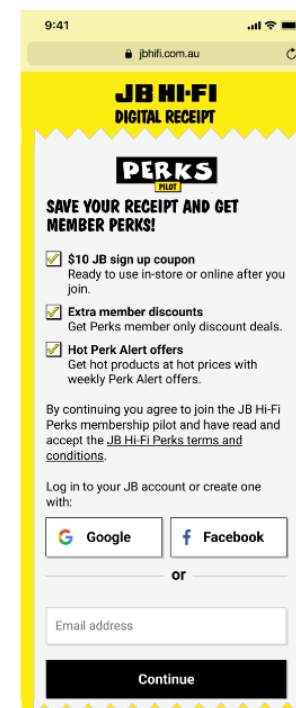 9:41
jbhifi.com.au
JB HI-FI
DIGITAL RECEIPT
PERKS
PILOT
SAVE YOUR RECEIPT AND GET
MEMBER PERKS!
$10 JB sign up coupon
Ready to use in-store or online after you
join.
Extra member discounts
Get Perks member only discount deals.
Hot Perk Alert offers
Get hot products at hot prices with
weekly Perk Alert offers.
By continuing you agree to join the JB Hi-Fi
Perks membership pilot and have read and
accept the JB Hi-Fi Perks terms and
conditions.
Log in to your JB account or create one
with:
Google
Facebook
or
Email address
Continue